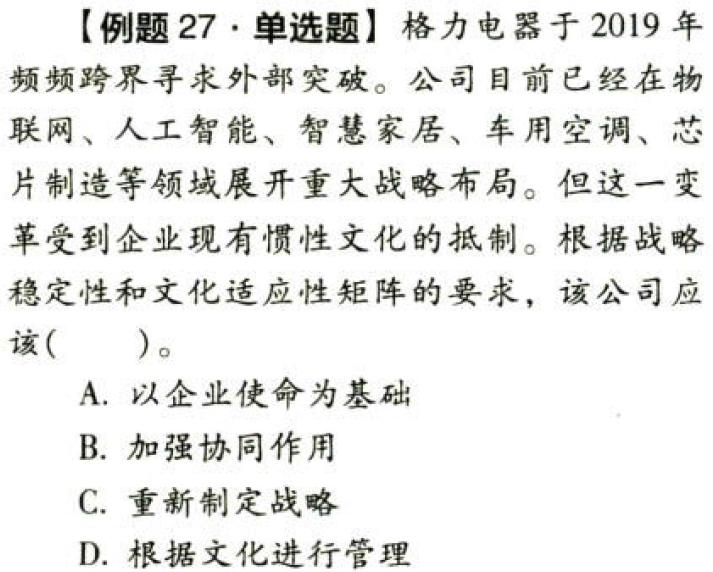 【例题27·单选题】格力电器于2019年
频频跨界寻求外部突破。公司目前已经在物
联网、人工智能、智慧家居、车用空调、芯
片制造等领域展开重大战略布局。但这一变
革受到企业现有惯性文化的抵制。根据战略
稳定性和文化适应性矩阵的要求，该公司应
该(　　)。
A. 以企业使命为基础
B. 加强协同作用
C. 重新制定战略
D. 根据文化进行管理